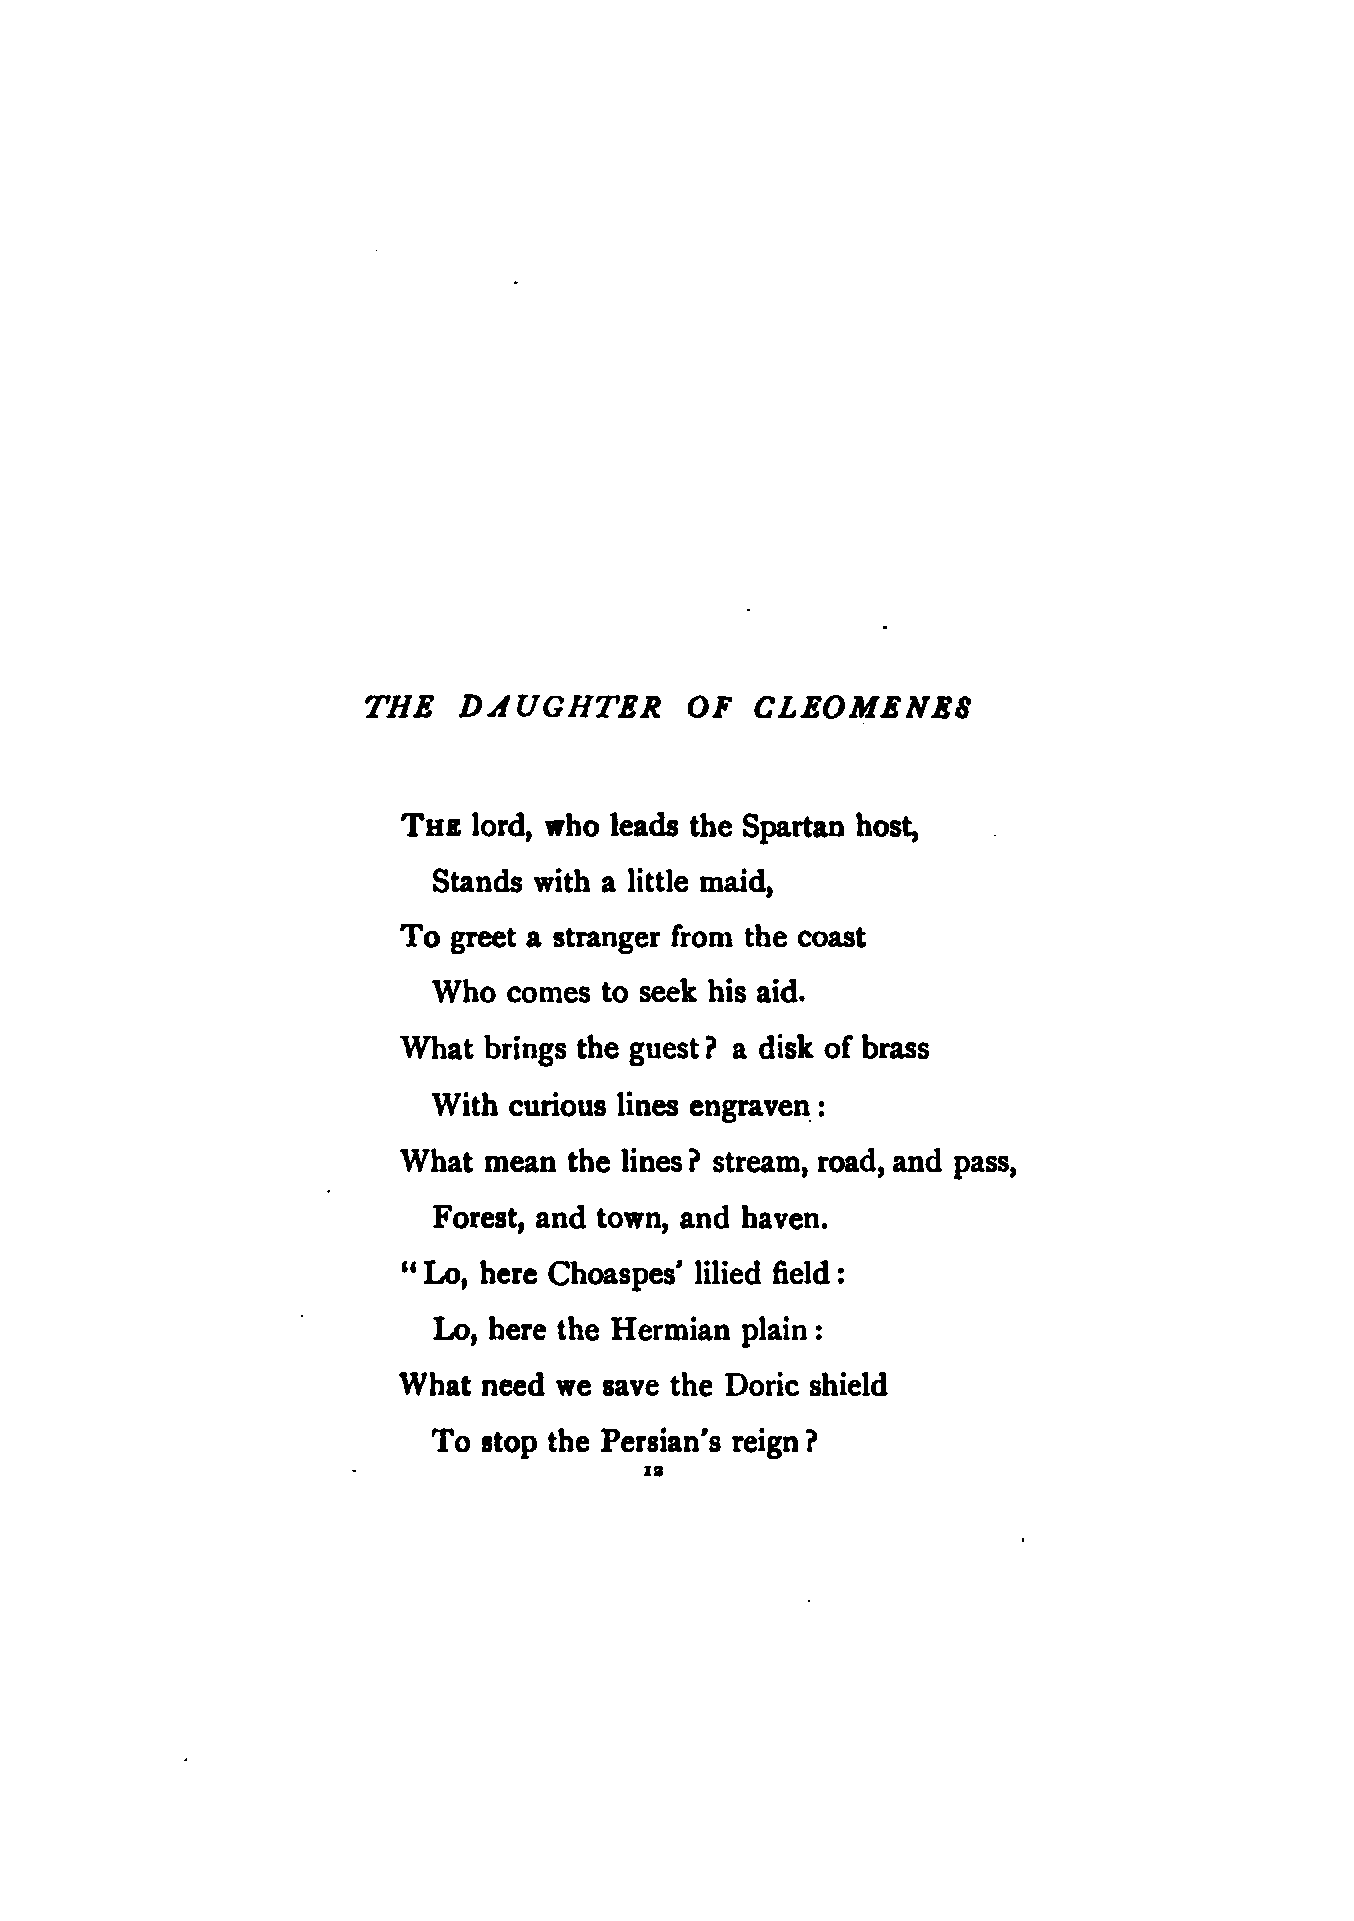 THE DAUGHTER OF CLEOMENES
THE lord, who leads the Spartan host,
Stands with a little maid,
To greet a stranger from the coast
Who comes to seek his aid.
What brings the guest? a disk of brass
With curious lines engraven:
What mean the lines? stream, road, and pass,
Forest, and town, and haven.
"Lo, here Choaspes' lilied field:
Lo, here the Hermian plain:
What need we save the Doric shield
To stop the Persian's reign?
12